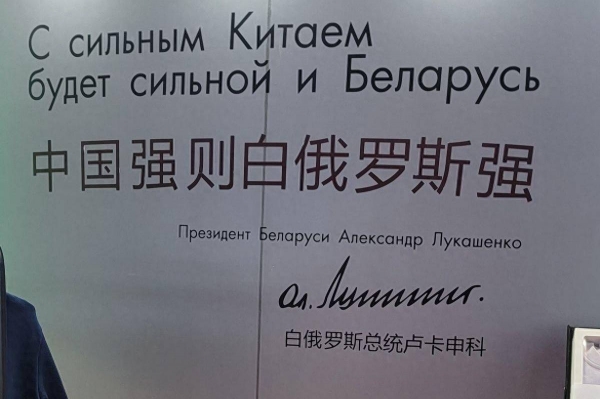 С сильным Китаем
будет сильной и Беларусь
中国强则白俄罗斯强
Президент Беларуси Александр Лукашенко
白俄罗斯总统卢卡申科